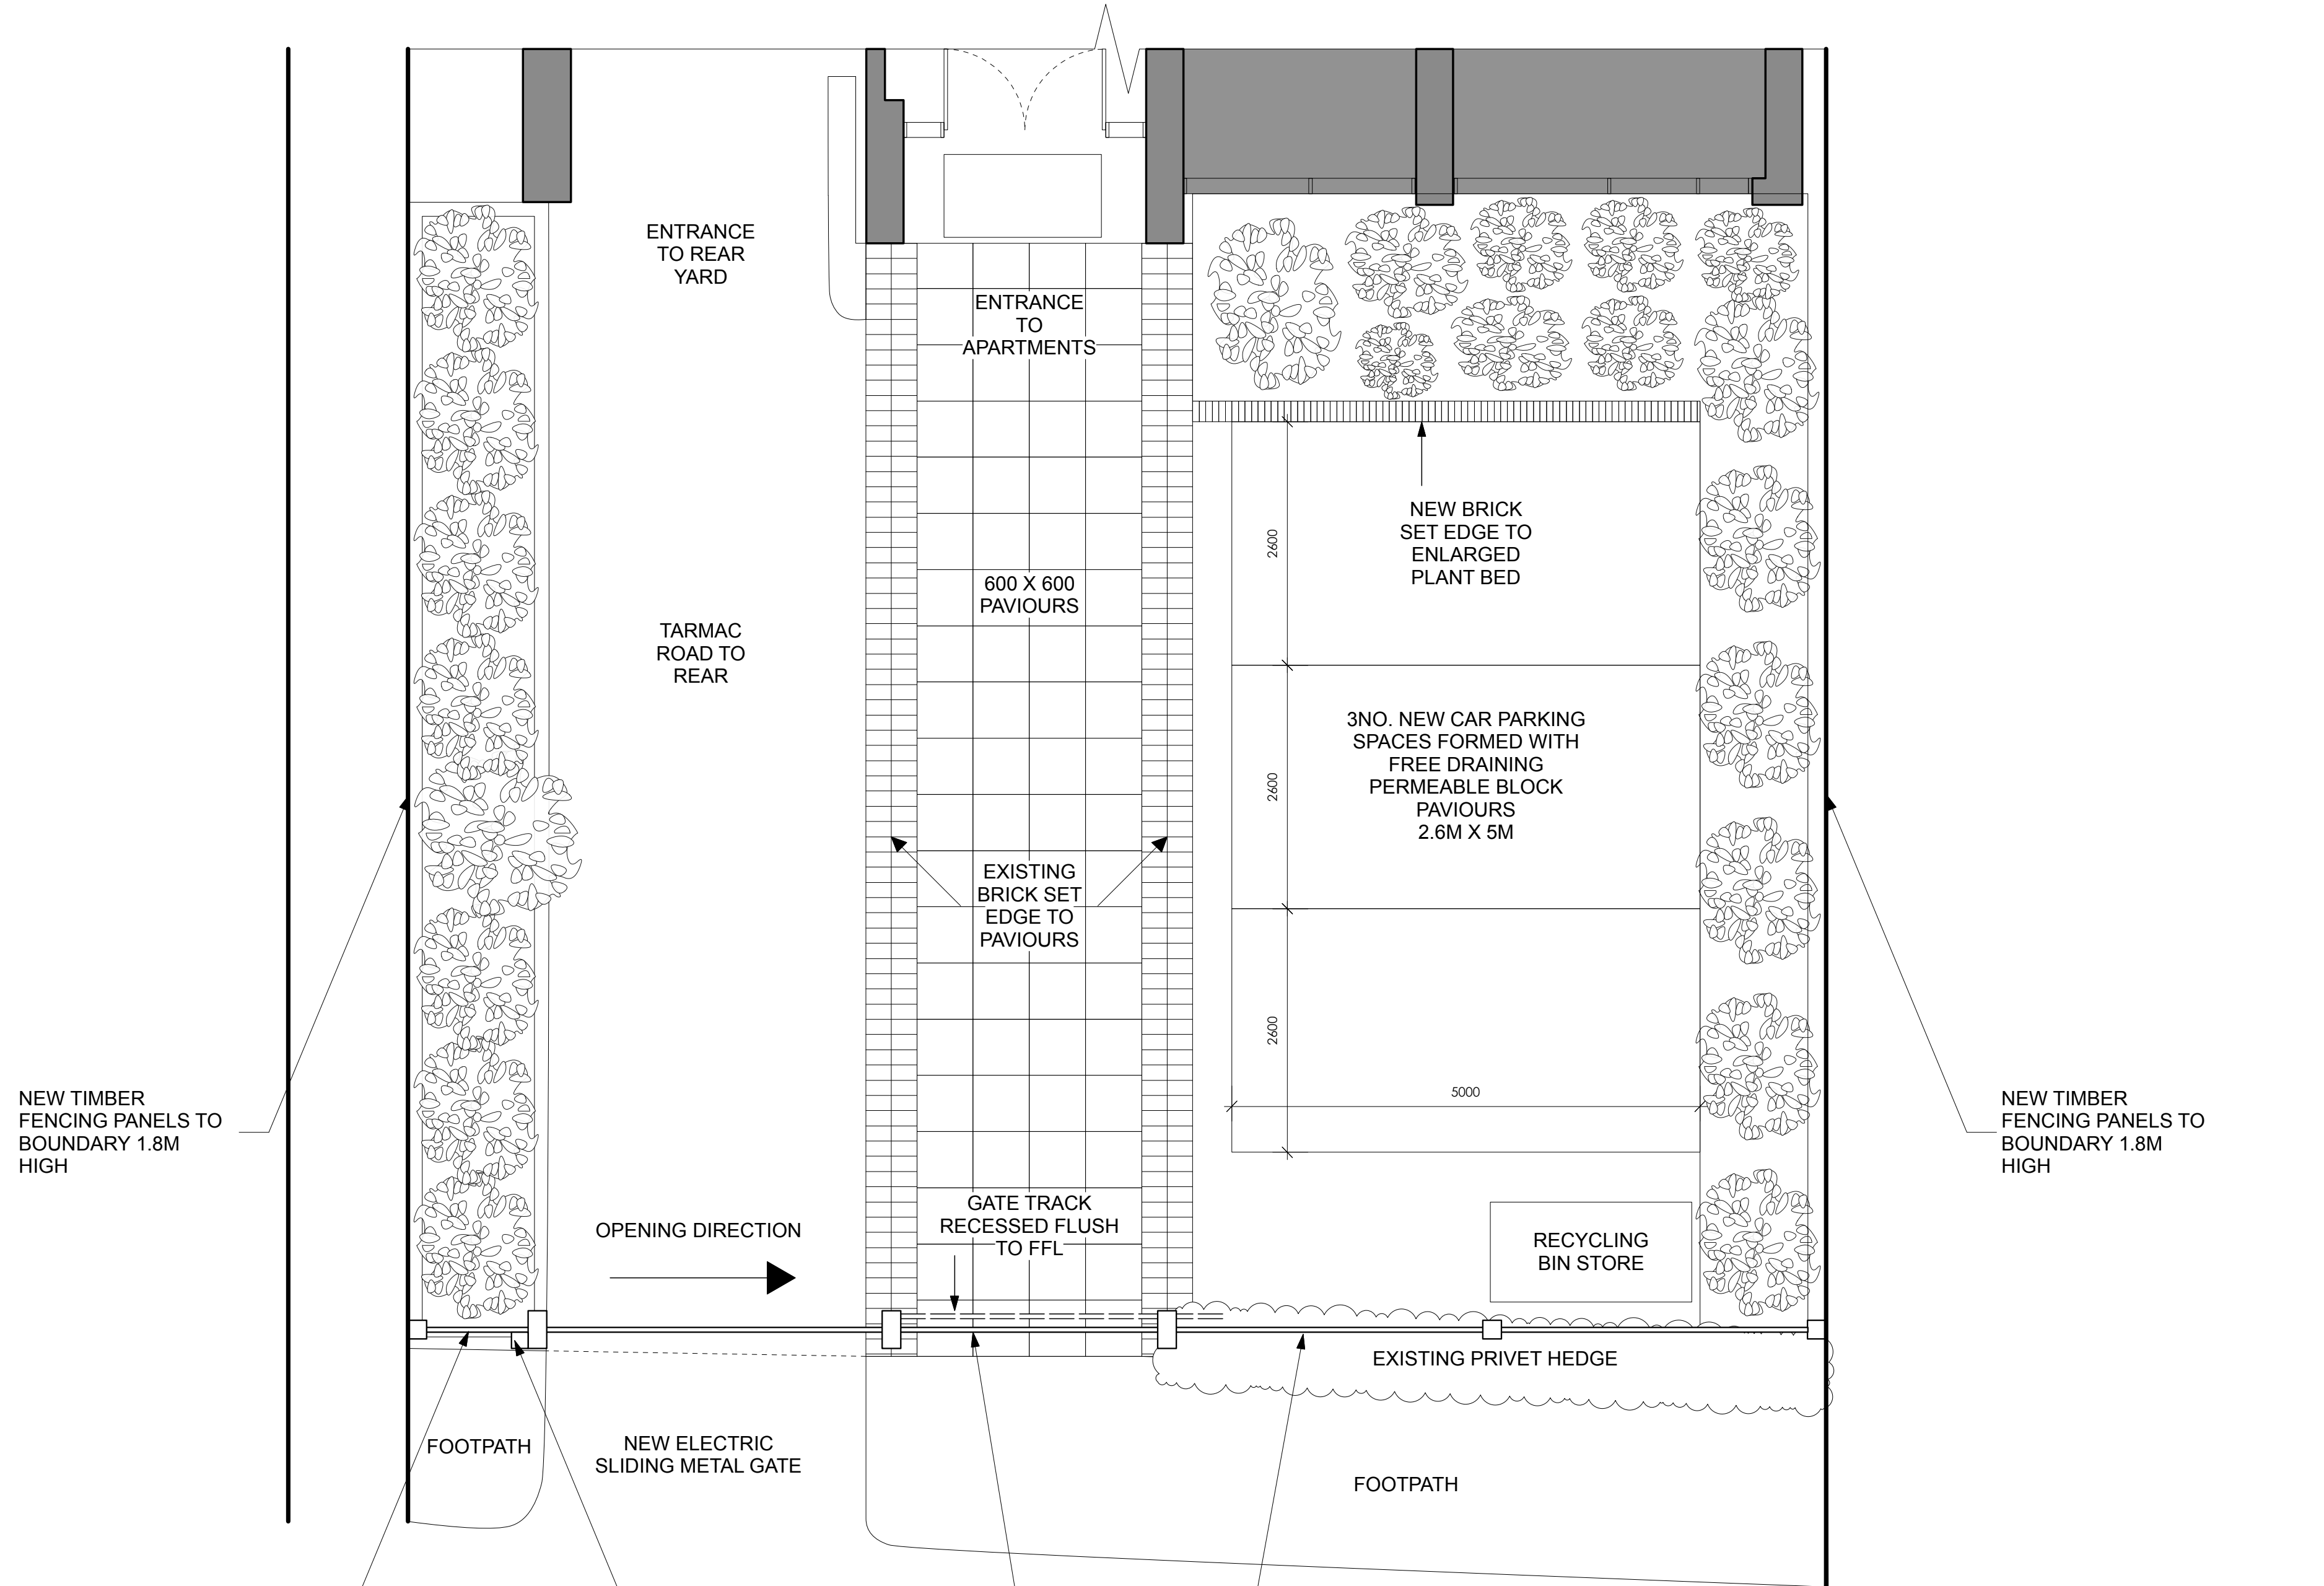 ENTRANCE
TO REAR
YARD
ENTRANCE
TO
APARTMENTS
NEW BRICK
SET EDGE TO
ENLARGED
PLANT BED
2600
600 X 600
PAVIOURS
TARMAC
ROAD TO
REAR
3NO. NEW CAR PARKING
SPACES FORMED WITH
FREE DRAINING
PERMEABLE BLOCK
PAVIOURS
2.6M X 5M
2600
EXISTING
BRICK SET
EDGE TO
PAVIOURS
2600
5000
NEW TIMBER
FENCING PANELS TO
BOUNDARY 1.8M
HIGH
NEW TIMBER
FENCING PANELS TO
BOUNDARY 1.8M
HIGH
OPENING DIRECTION
GATE TRACK
RECESSED FLUSH
TO FFL
RECYCLING
BIN STORE
EXISTING PRIVET HEDGE
FOOTPATH
NEW ELECTRIC
SLIDING METAL GATE
FOOTPATH